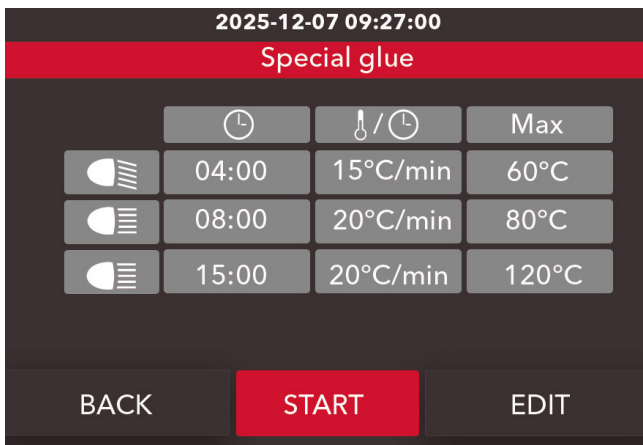 2025-12-07 09:27:00
Special glue
/ Max
04:00 15°C/min 60°C
08:00 20°C/min 80°C
15:00 20°C/min 120°C
BACK START EDIT